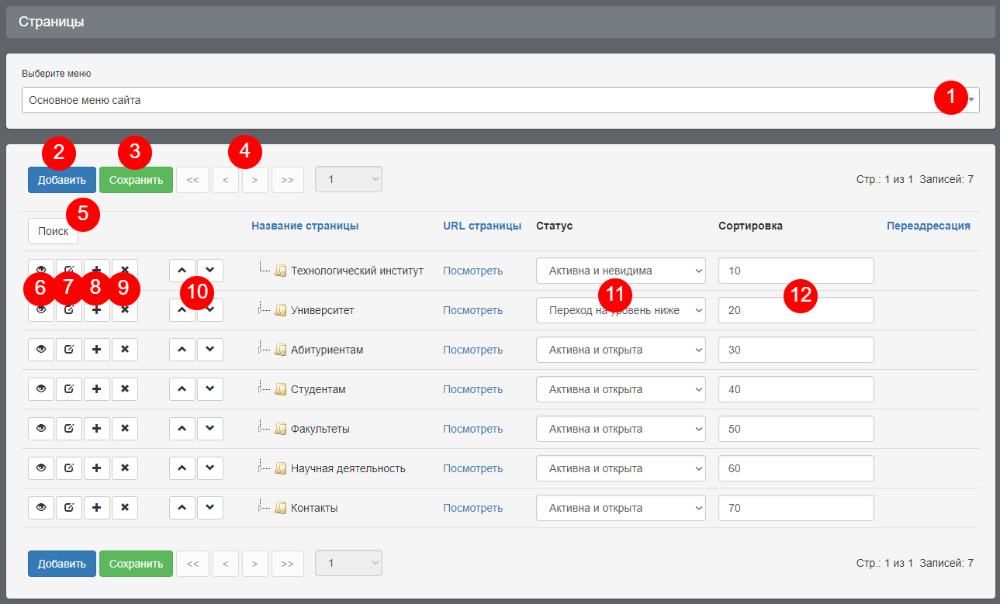 Страницы
Выберите меню
Основное меню сайта 1
2 3 4
Добавить Сохранить << < > >> 1 Стр.: 1 из 1 Записей: 7
5
Поиск Название страницы URL страницы Статус Сортировка Переадресация
Технологический институт Посмотреть Активна и невидима 10
6 7 8 9 10 11 12
Университет Посмотреть Переход на уровень ниже 20
Абитуриентам Посмотреть Активна и открыта 30
Студентам Посмотреть Активна и открыта 40
Факультеты Посмотреть Активна и открыта 50
Научная деятельность Посмотреть Активна и открыта 60
Контакты Посмотреть Активна и открыта 70
Добавить Сохранить << < > >> 1 Стр.: 1 из 1 Записей: 7